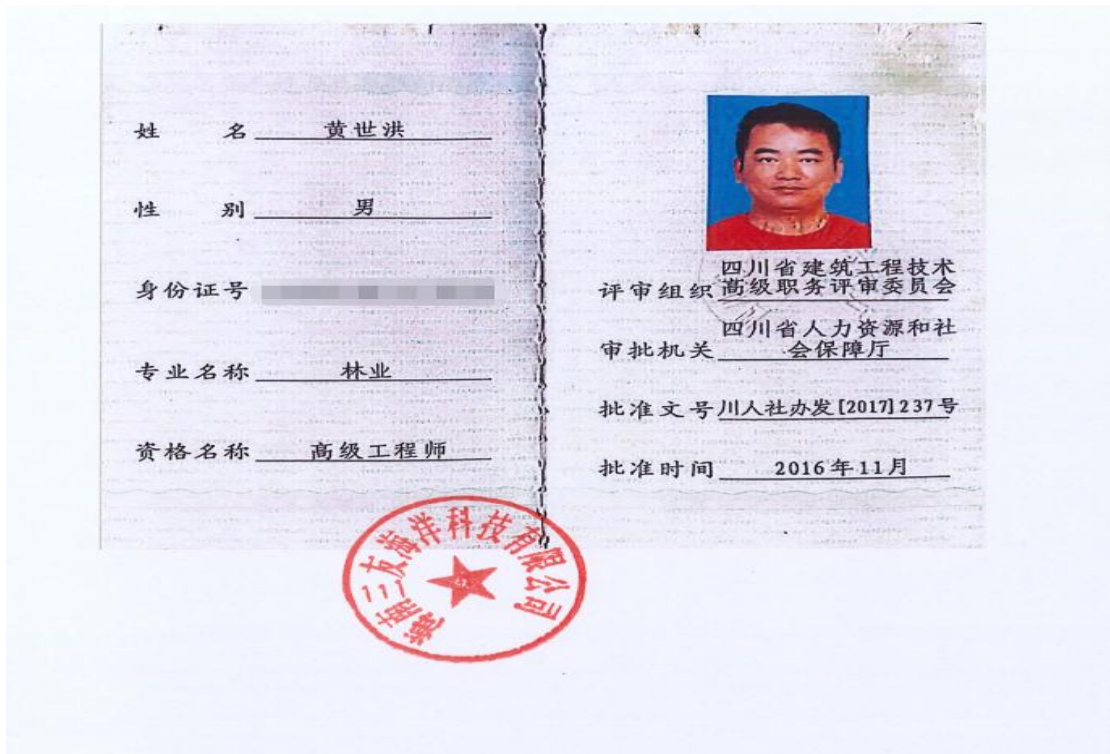 姓 名 黄世洪
性 别 男
身份证号
专业名称 林业
资格名称 高级工程师
评审组织 四川省建筑工程技术
高级职务评审委员会
审批机关 四川省人力资源和社
会保障厅
批准文号 川人社办发[2017]237号
批准时间 2016年11月
海南三友海洋科技有限公司